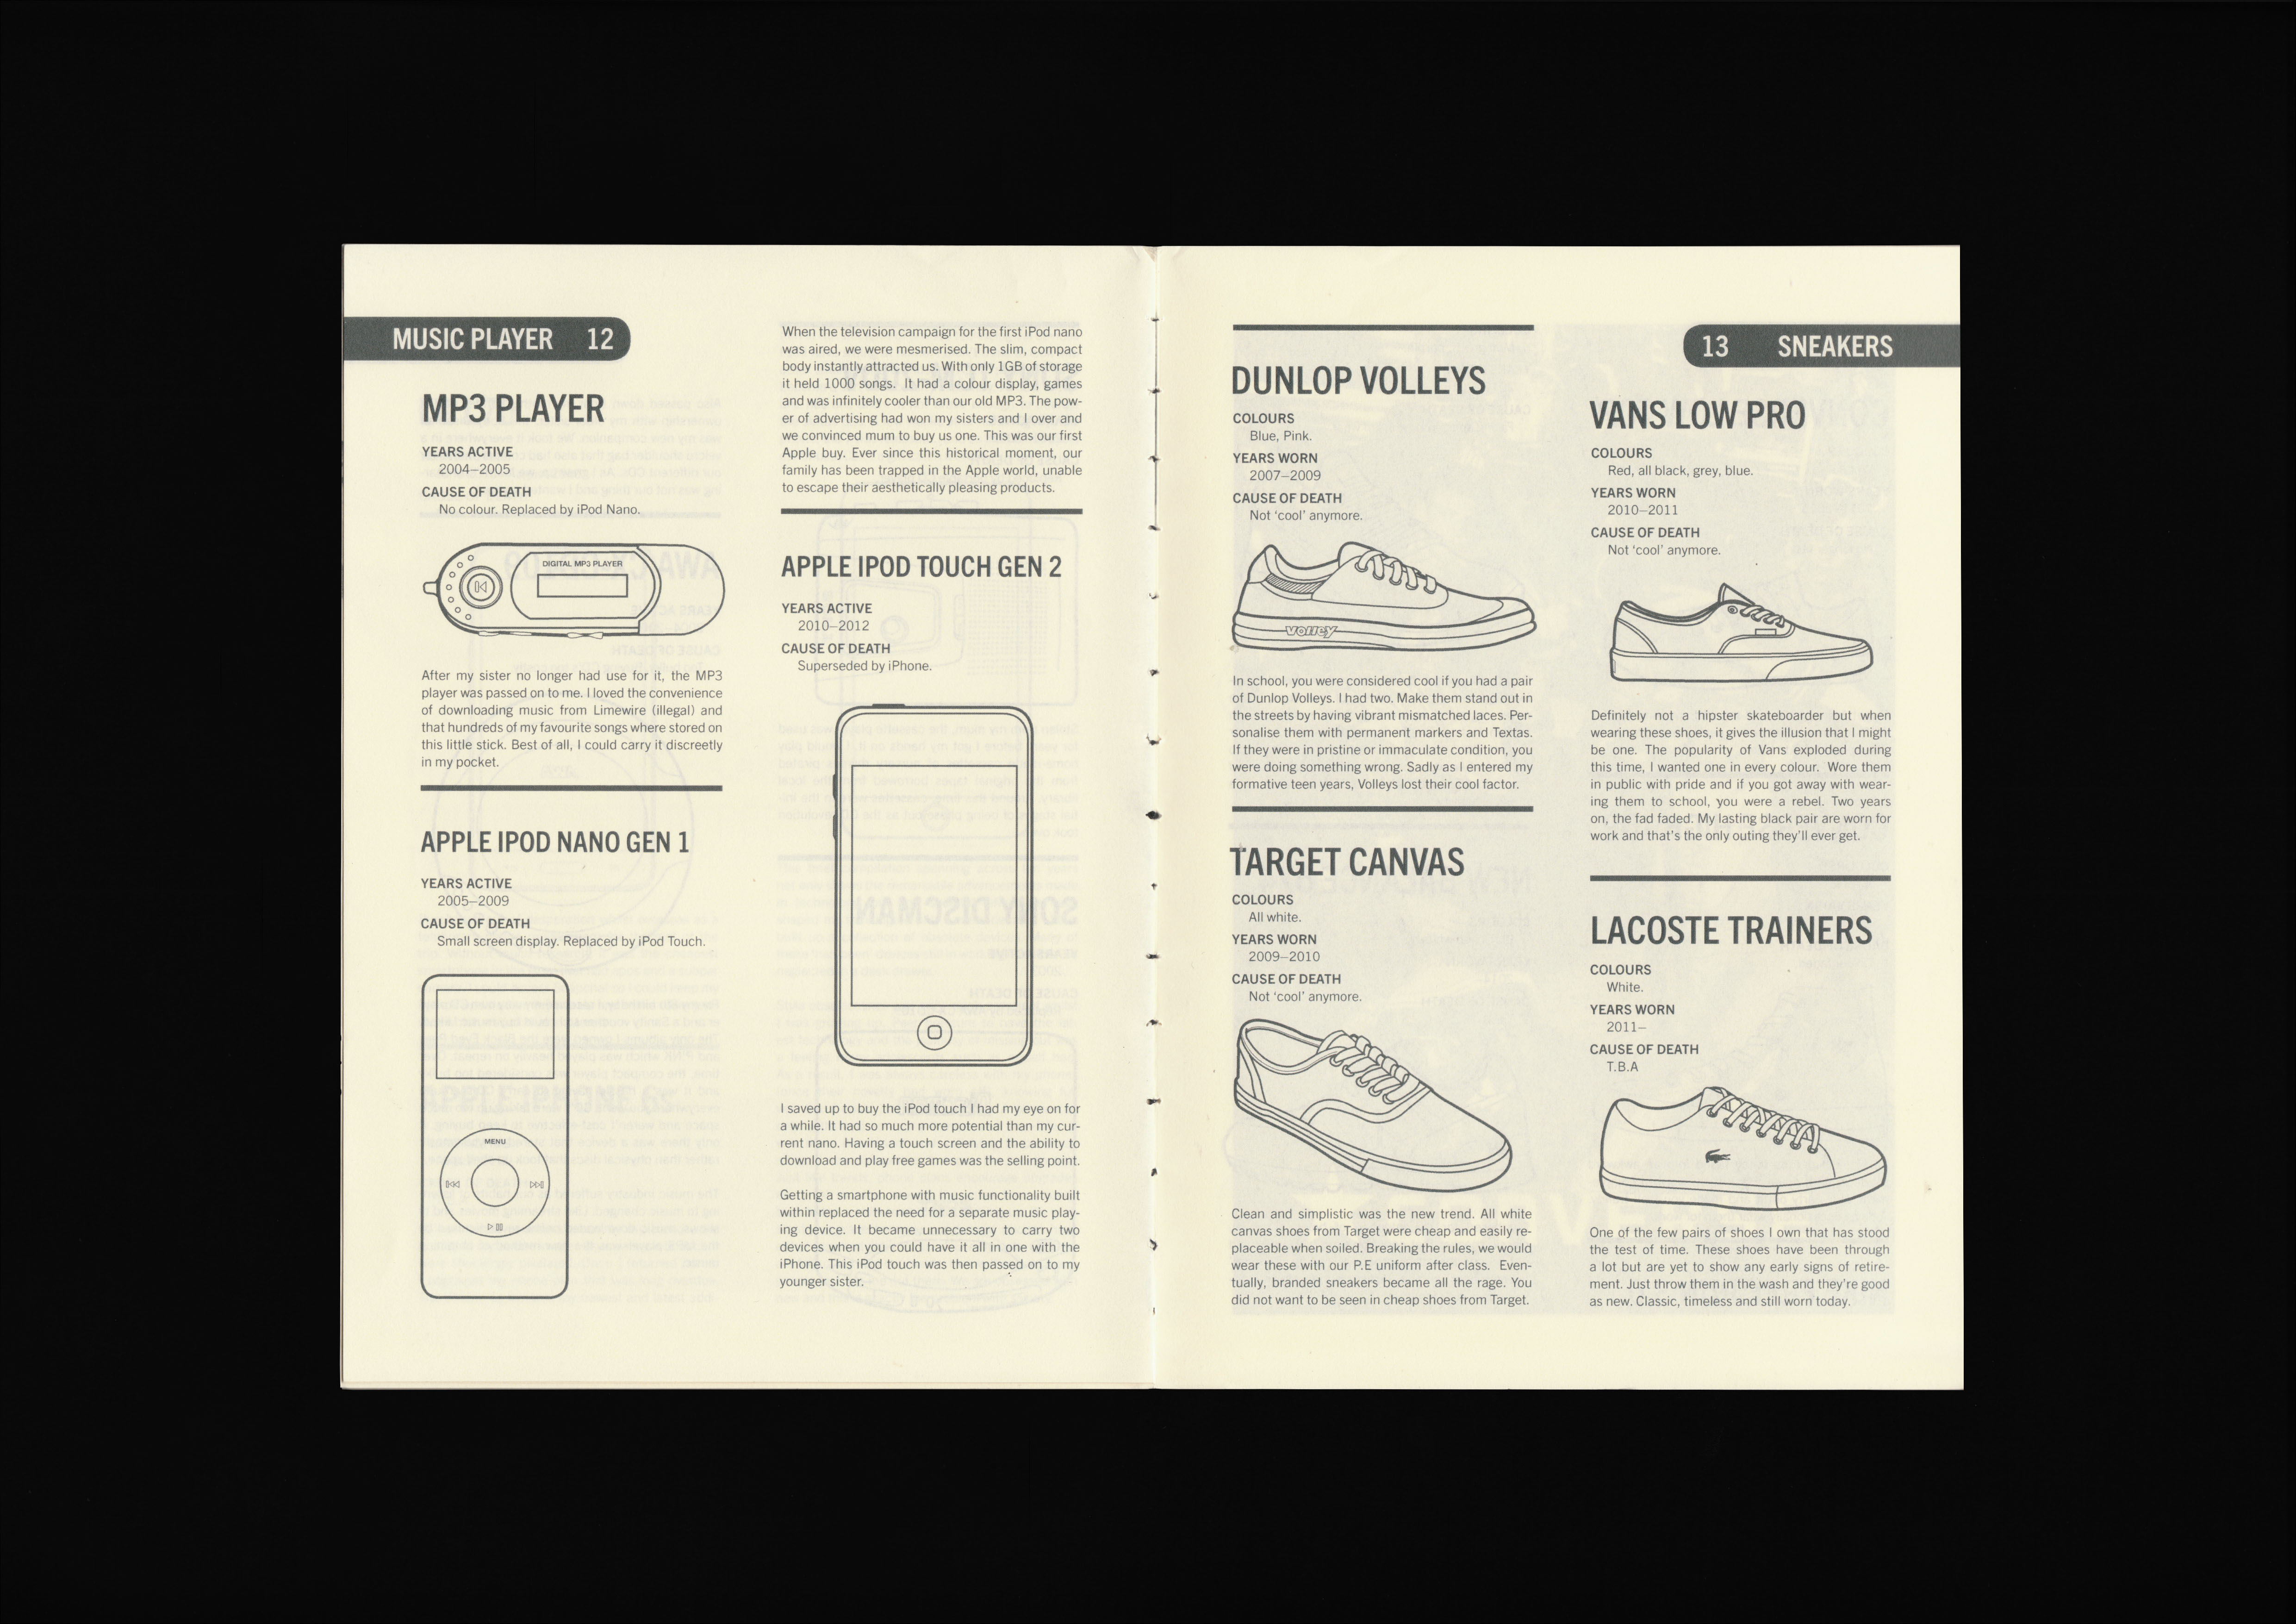 MUSIC PLAYER 12
MP3 PLAYER
YEARS ACTIVE
2004–2005
CAUSE OF DEATH
No colour. Replaced by iPod Nano.
DIGITAL MP3 PLAYER
After my sister no longer had use for it, the MP3
player was passed on to me. I loved the convenience
of downloading music from Limewire (illegal) and
that hundreds of my favourite songs where stored on
this little stick. Best of all, I could carry it discreetly
in my pocket.
APPLE IPOD NANO GEN 1
YEARS ACTIVE
2005–2009
CAUSE OF DEATH
Small screen display. Replaced by iPod Touch.
MENU
When the television campaign for the first iPod nano
was aired, we were mesmerised. The slim, compact
body instantly attracted us. With only 1GB of storage
it held 1000 songs. It had a colour display, games
and was infinitely cooler than our old MP3. The pow-
er of advertising had won my sisters and I over and
we convinced mum to buy us one. This was our first
Apple buy. Ever since this historical moment, our
family has been trapped in the Apple world, unable
to escape their aesthetically pleasing products.
APPLE IPOD TOUCH GEN 2
YEARS ACTIVE
2010–2012
CAUSE OF DEATH
Superseded by iPhone.
I saved up to buy the iPod touch I had my eye on for
a while. It had so much more potential than my cur-
rent nano. Having a touch screen and the ability to
download and play free games was the selling point.
Getting a smartphone with music functionality built
within replaced the need for a separate music play-
ing device. It became unnecessary to carry two
devices when you could have it all in one with the
iPhone. This iPod touch was then passed on to my
younger sister.
DUNLOP VOLLEYS
COLOURS
Blue, Pink.
YEARS WORN
2007–2009
CAUSE OF DEATH
Not ‘cool’ anymore.
Volley
In school, you were considered cool if you had a pair
of Dunlop Volleys. I had two. Make them stand out in
the streets by having vibrant mismatched laces. Per-
sonalise them with permanent markers and Textas.
If they were in pristine or immaculate condition, you
were doing something wrong. Sadly as I entered my
formative teen years, Volleys lost their cool factor.
TARGET CANVAS
COLOURS
All white.
YEARS WORN
2009–2010
CAUSE OF DEATH
Not ‘cool’ anymore.
Clean and simplistic was the new trend. All white
canvas shoes from Target were cheap and easily re-
placeable when soiled. Breaking the rules, we would
wear these with our P.E uniform after class. Even-
tually, branded sneakers became all the rage. You
did not want to be seen in cheap shoes from Target.
13 SNEAKERS
VANS LOW PRO
COLOURS
Red, all black, grey, blue.
YEARS WORN
2010–2011
CAUSE OF DEATH
Not ‘cool’ anymore.
Definitely not a hipster skateboarder but when
wearing these shoes, it gives the illusion that I might
be one. The popularity of Vans exploded during
this time, I wanted one in every colour. Wore them
in public with pride and if you got away with wear-
ing them to school, you were a rebel. Two years
on, the fad faded. My lasting black pair are worn for
work and that’s the only outing they’ll ever get.
LACOSTE TRAINERS
COLOURS
White.
YEARS WORN
2011–
CAUSE OF DEATH
T.B.A
One of the few pairs of shoes I own that has stood
the test of time. These shoes have been through
a lot but are yet to show any early signs of retire-
ment. Just throw them in the wash and they’re good
as new. Classic, timeless and still worn today.